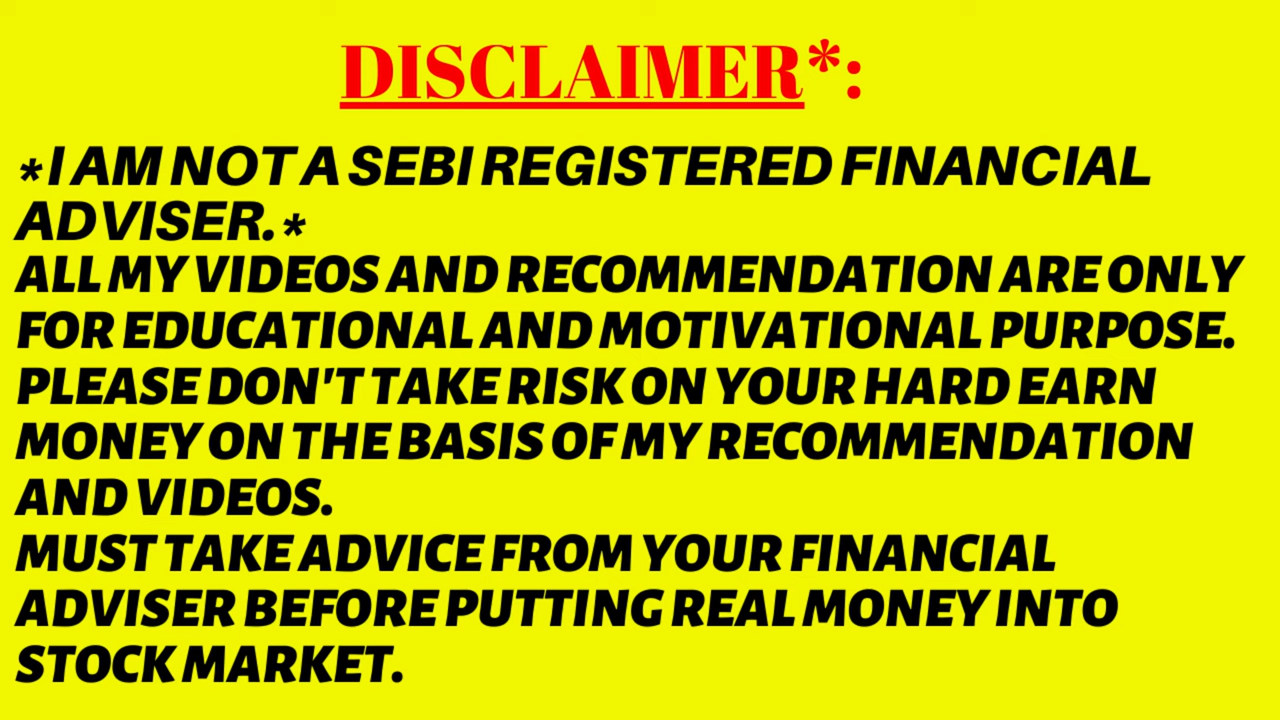 DISCLAIMER*:
*I AM NOT A SEBI REGISTERED FINANCIAL
ADVISER.*
ALL MY VIDEOS AND RECOMMENDATION ARE ONLY
FOR EDUCATIONAL AND MOTIVATIONAL PURPOSE.
PLEASE DON'T TAKE RISK ON YOUR HARD EARN
MONEY ON THE BASIS OF MY RECOMMENDATION
AND VIDEOS.
MUST TAKE ADVICE FROM YOUR FINANCIAL
ADVISER BEFORE PUTTING REAL MONEY INTO
STOCK MARKET.